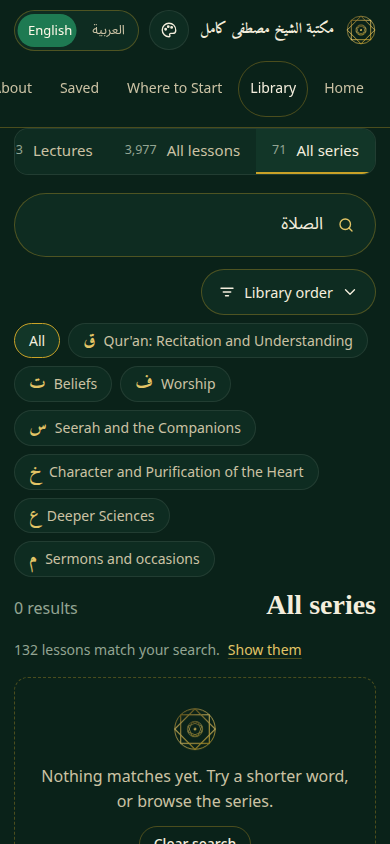 English العربية مكتبة الشيخ مصطفى كامل
bout Saved Where to Start Library Home
3 Lectures 3,977 All lessons 71 All series
الصلاة
Library order
All ق Qur'an: Recitation and Understanding
ت Beliefs ف Worship
س Seerah and the Companions
خ Character and Purification of the Heart
ع Deeper Sciences
م Sermons and occasions
0 results All series
132 lessons match your search. Show them
Nothing matches yet. Try a shorter word,
or browse the series.
Clear search